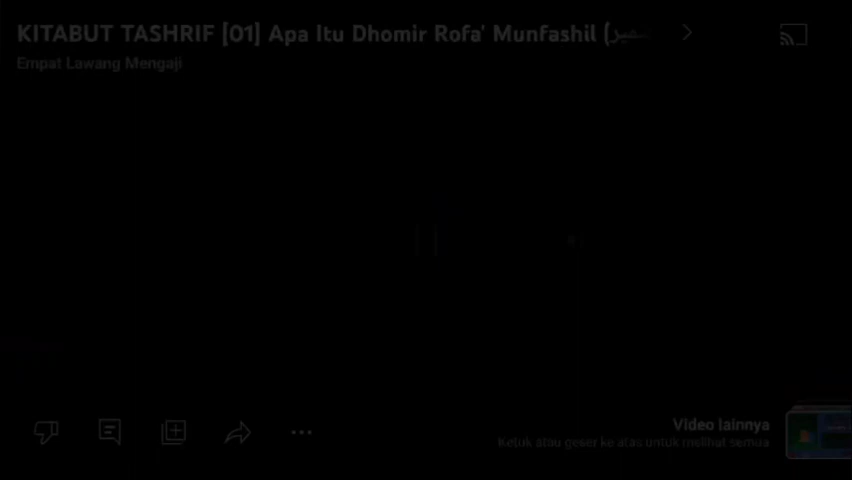 KITABUT TASHRIF [01] Apa Itu Dhomir Rofa' Munfashil (ضمير
Empat Lawang Mengaji
Video lainnya
Ketuk atau geser ke atas untuk melihat semua